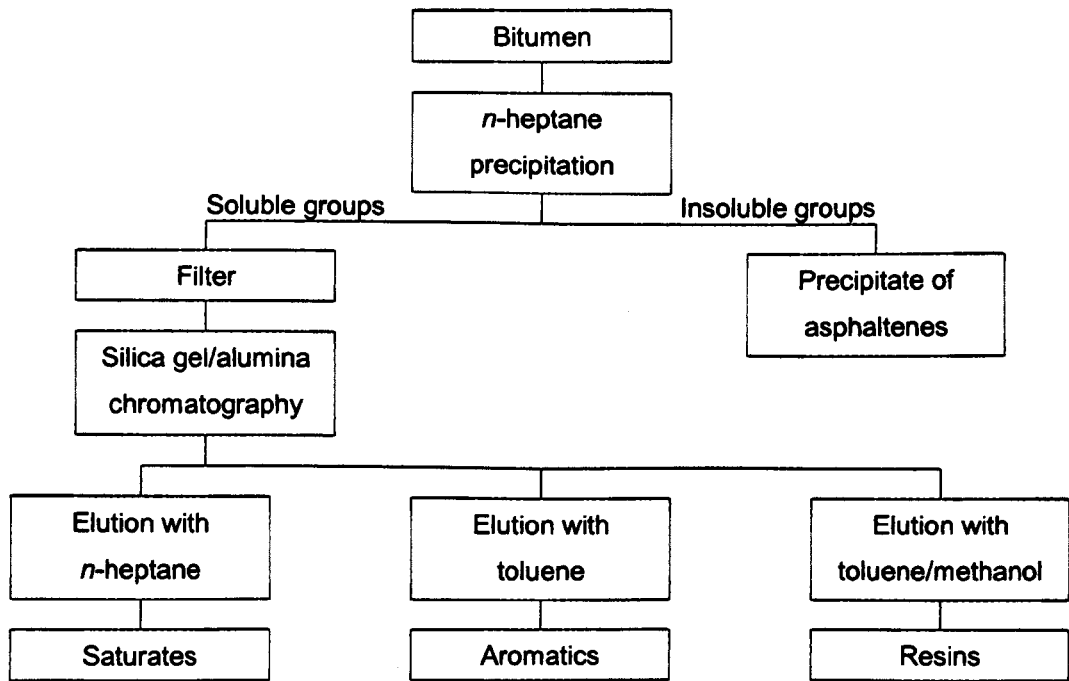 Bitumen
n-heptane
precipitation
Soluble groups
Insoluble groups
Filter
Precipitate of
asphaltenes
Silica gel/alumina
chromatography
Elution with
n-heptane
Elution with
toluene
Elution with
toluene/methanol
Saturates
Aromatics
Resins